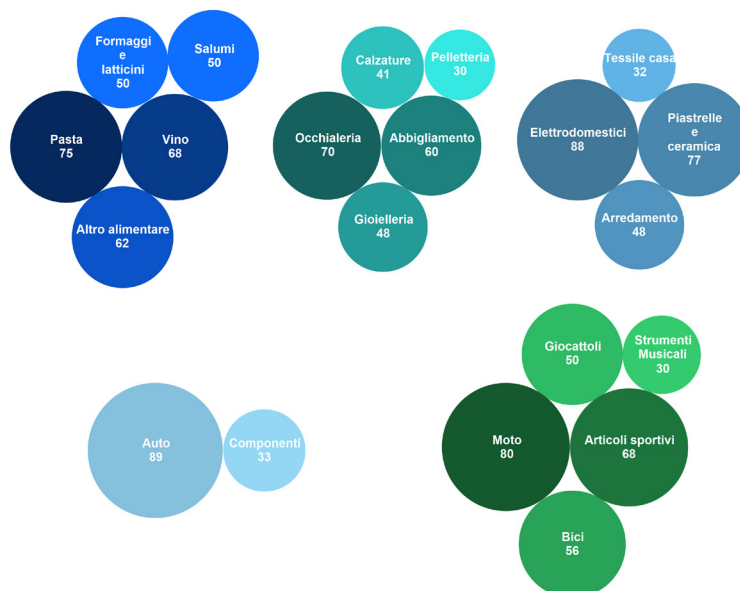 Formaggi
e
latticini
50
Salumi
50
Pasta
75
Vino
68
Altro alimentare
62
Calzature
41
Pelletteria
30
Occhialeria
70
Abbigliamento
60
Gioielleria
48
Tessile casa
32
Elettrodomestici
88
Piastrelle
e
ceramica
77
Arredamento
48
Auto
89
Componenti
33
Giocattoli
50
Strumenti
Musicali
30
Moto
80
Articoli sportivi
68
Bici
56